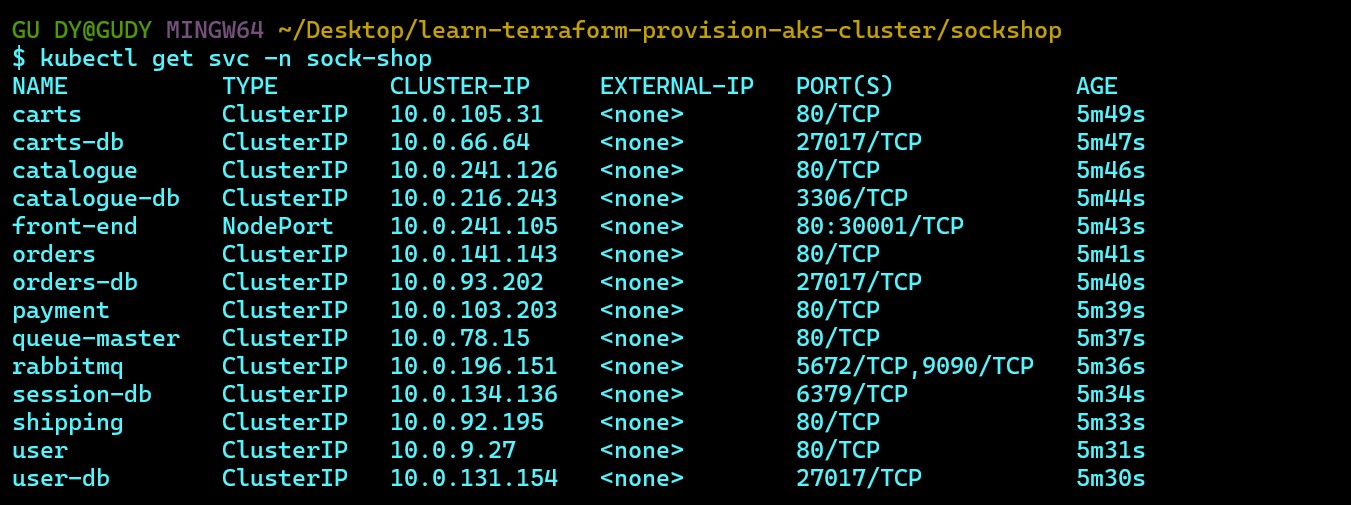 GU DY@GUDY MINGW64 ~/Desktop/learn-terraform-provision-aks-cluster/sockshop
$ kubectl get svc -n sock-shop
NAME           TYPE        CLUSTER-IP     EXTERNAL-IP   PORT(S)             AGE
carts          ClusterIP   10.0.105.31    <none>        80/TCP              5m49s
carts-db       ClusterIP   10.0.66.64     <none>        27017/TCP           5m47s
catalogue      ClusterIP   10.0.241.126   <none>        80/TCP              5m46s
catalogue-db   ClusterIP   10.0.216.243   <none>        3306/TCP            5m44s
front-end      NodePort    10.0.241.105   <none>        80:30001/TCP        5m43s
orders         ClusterIP   10.0.141.143   <none>        80/TCP              5m41s
orders-db      ClusterIP   10.0.93.202    <none>        27017/TCP           5m40s
payment        ClusterIP   10.0.103.203   <none>        80/TCP              5m39s
queue-master   ClusterIP   10.0.78.15     <none>        80/TCP              5m37s
rabbitmq       ClusterIP   10.0.196.151   <none>        5672/TCP,9090/TCP   5m36s
session-db     ClusterIP   10.0.134.136   <none>        6379/TCP            5m34s
shipping       ClusterIP   10.0.92.195    <none>        80/TCP              5m33s
user           ClusterIP   10.0.9.27      <none>        80/TCP              5m31s
user-db        ClusterIP   10.0.131.154   <none>        27017/TCP           5m30s